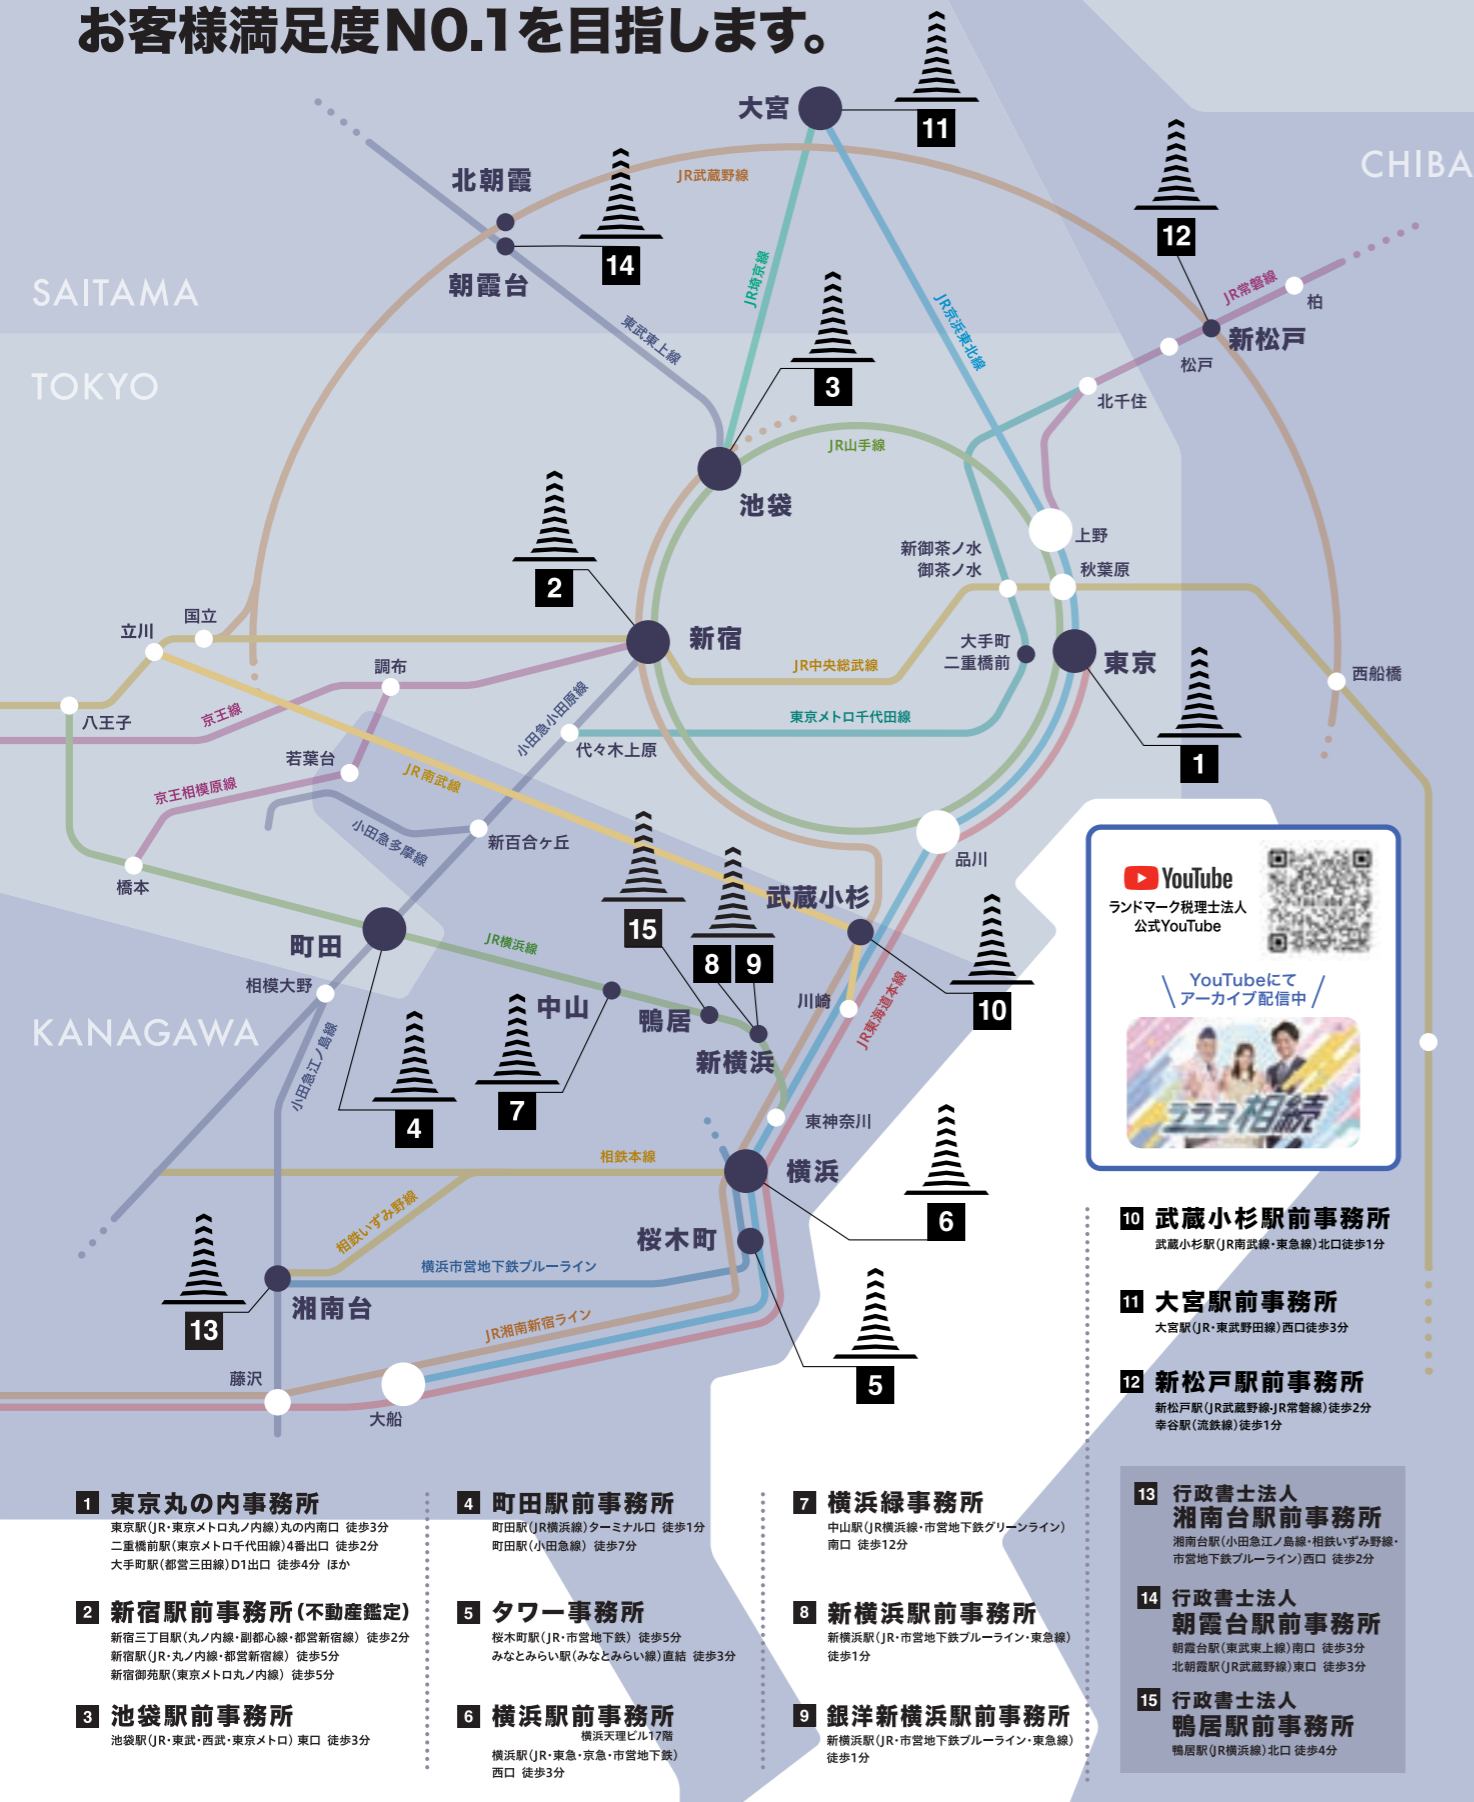 お客様満足度NO.1を目指します。
大宮
11
北朝霞
JR武蔵野線
CHIBA
12
14
朝霞台
SAITAMA
JR埼京線
JR京浜東北線
JR常磐線
柏
東武東上線
新松戸
松戸
TOKYO
3
北千住
JR山手線
池袋
上野
新御茶ノ水
御茶ノ水
秋葉原
2
国立
立川
新宿
大手町
二重橋前
東京
調布
JR中央総武線
西船橋
八王子
京王線
小田急小田原線
東京メトロ千代田線
代々木上原
若葉台
JR南武線
1
京王相模原線
小田急多摩線
新百合ヶ丘
品川
橋本
武蔵小杉
YouTube
ランドマーク税理士法人
公式YouTube
15
8
9
町田
JR横浜線
相模大野
中山
鴨居
川崎
10
JR東海道本線
YouTubeにて
アーカイブ配信中
KANAGAWA
小田急江ノ島線
新横浜
ココココ相続
4
7
東神奈川
相鉄本線
横浜
6
相鉄いずみ野線
桜木町
横浜市営地下鉄ブルーライン
湘南台
13
JR湘南新宿ライン
5
藤沢
大船
1 東京丸の内事務所
東京駅(JR・東京メトロ丸ノ内線)丸の内南口 徒歩3分
二重橋前駅(東京メトロ千代田線)4番出口 徒歩2分
大手町駅(都営三田線)D1出口 徒歩4分 ほか
2 新宿駅前事務所(不動産鑑定)
新宿三丁目駅(丸ノ内線・副都心線・都営新宿線) 徒歩2分
新宿駅(JR・丸ノ内線・都営新宿線) 徒歩5分
新宿御苑駅(東京メトロ丸ノ内線) 徒歩5分
3 池袋駅前事務所
池袋駅(JR・東武・西武・東京メトロ) 東口 徒歩3分
4 町田駅前事務所
町田駅(JR横浜線)ターミナル口 徒歩1分
町田駅(小田急線) 徒歩7分
5 タワー事務所
桜木町駅(JR・市営地下鉄) 徒歩5分
みなとみらい駅(みなとみらい線)直結 徒歩3分
6 横浜駅前事務所
横浜天理ビル17階
横浜駅(JR・東急・京急・市営地下鉄)
西口 徒歩3分
7 横浜緑事務所
中山駅(JR横浜線・市営地下鉄グリーンライン)
南口 徒歩12分
8 新横浜駅前事務所
新横浜駅(JR・市営地下鉄ブルーライン・東急線)
徒歩1分
9 銀洋新横浜駅前事務所
新横浜駅(JR・市営地下鉄ブルーライン・東急線)
徒歩1分
10 武蔵小杉駅前事務所
武蔵小杉駅(JR南武線・東急線)北口徒歩1分
11 大宮駅前事務所
大宮駅(JR・東武野田線)西口徒歩3分
12 新松戸駅前事務所
新松戸駅(JR武蔵野線・JR常磐線)徒歩2分
幸谷駅(流鉄線)徒歩1分
13 行政書士法人
湘南台駅前事務所
湘南台駅(小田急江ノ島線・相鉄いずみ野線・
市営地下鉄ブルーライン)西口 徒歩2分
14 行政書士法人
朝霞台駅前事務所
朝霞台駅(東武東上線)南口 徒歩3分
北朝霞駅(JR武蔵野線)東口 徒歩3分
15 行政書士法人
鴨居駅前事務所
鴨居駅(JR横浜線)北口 徒歩4分